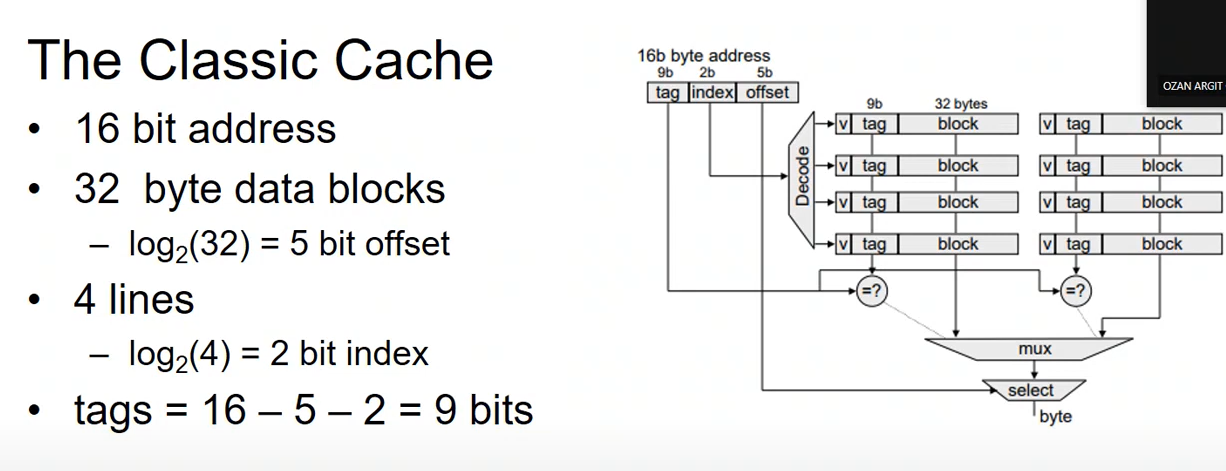 The Classic Cache
• 16 bit address
• 32 byte data blocks
– log₂(32) = 5 bit offset
• 4 lines
– log₂(4) = 2 bit index
• tags = 16 – 5 – 2 = 9 bits
16b byte address
9b 2b 5b
tag index offset
9b 32 bytes
Decode
v tag block v tag block
v tag block v tag block
v tag block v tag block
v tag block v tag block
=? =?
mux
select
byte
OZAN ARGIT